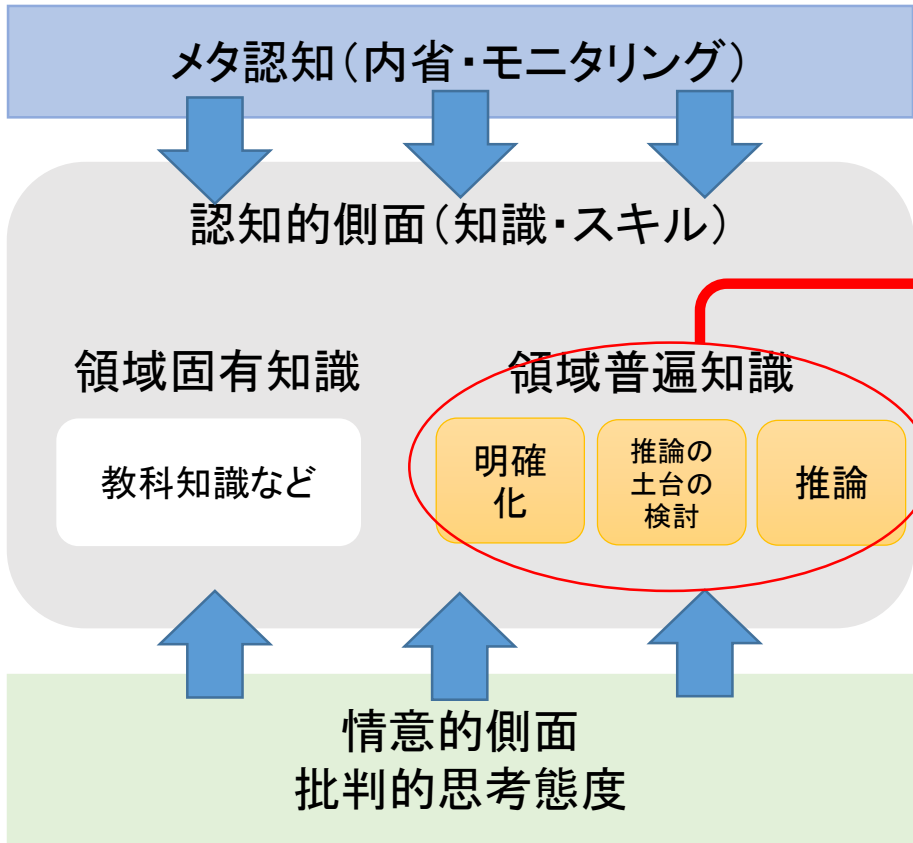 メタ認知（内省・モニタリング）
認知的側面（知識・スキル）
領域固有知識
教科知識など
領域普遍知識
明確
化
推論の
土台の
検討
推論
情意的側面
批判的思考態度